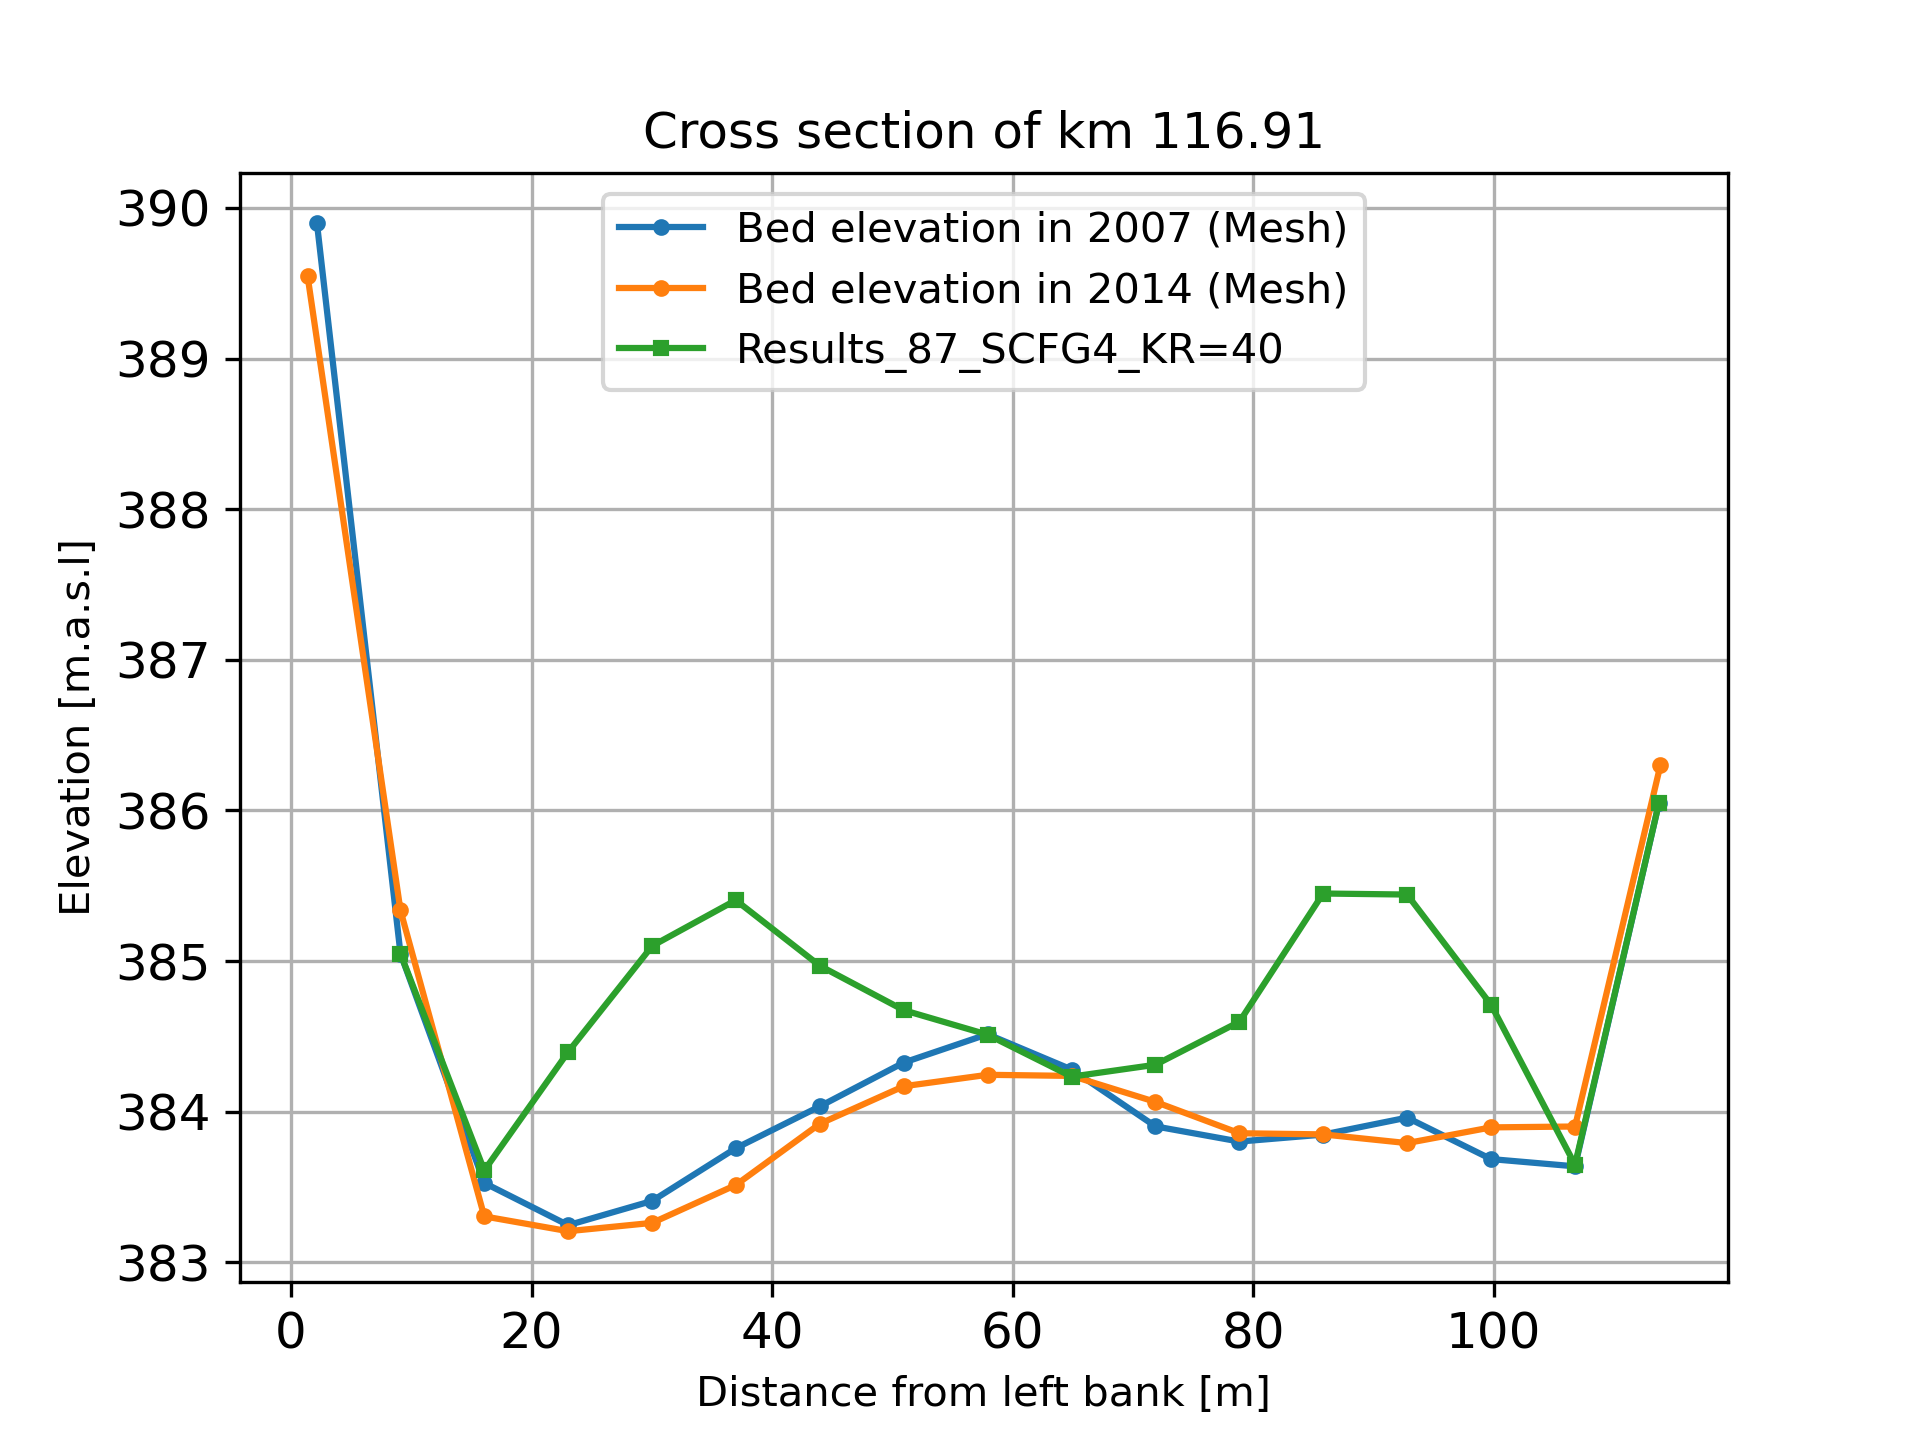 Cross section of km 116.91
Bed elevation in 2007 (Mesh)
Bed elevation in 2014 (Mesh)
Results_87_SCFG4_KR=40
390
389
388
387
386
385
384
383
Elevation [m.a.s.l]
0 20 40 60 80 100
Distance from left bank [m]